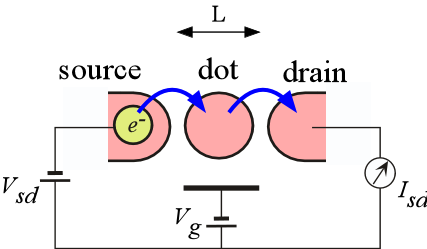 L
source dot drain
e-
Vsd
Vg
Isd